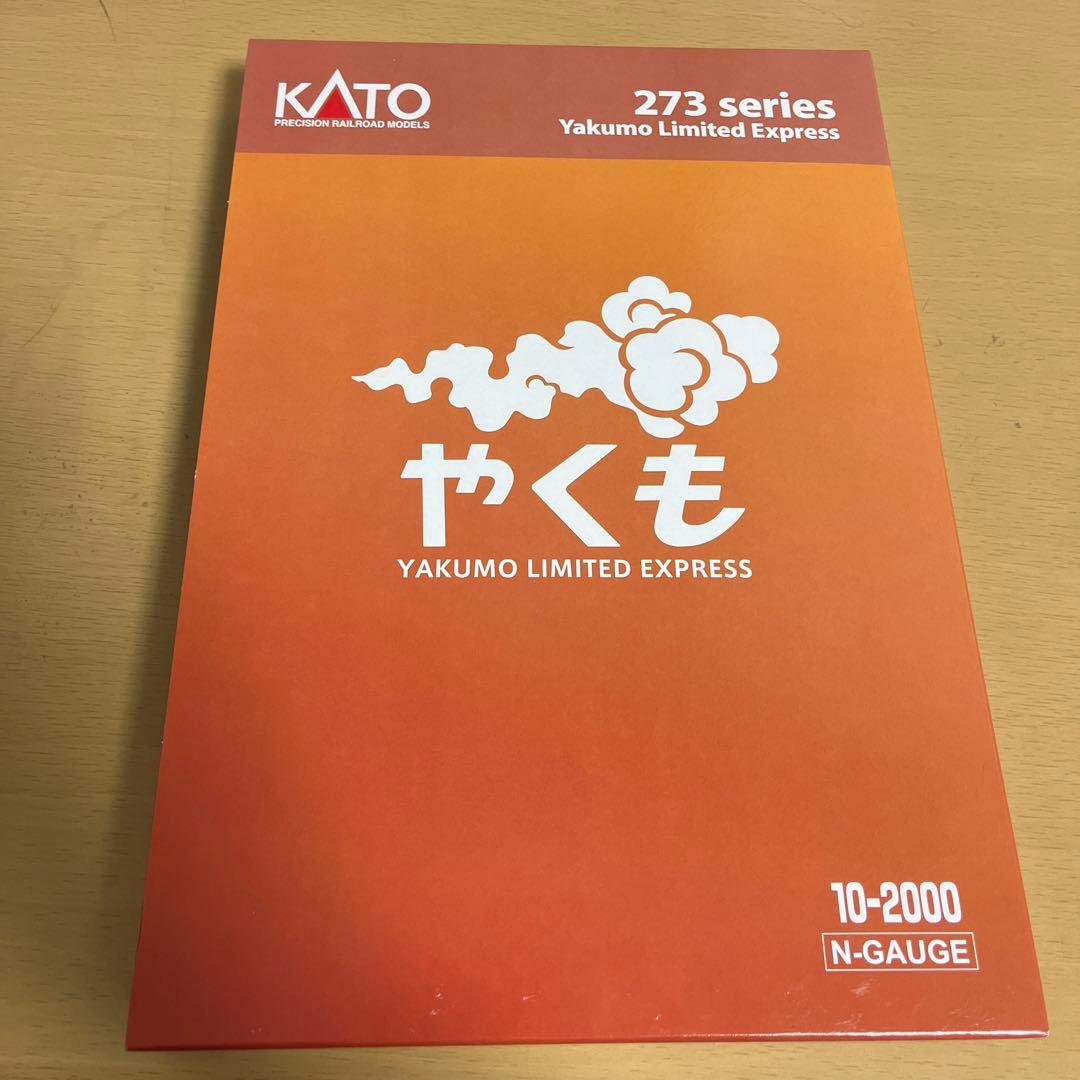 KATO
PRECISION RAILROAD MODELS
273 series
Yakumo Limited Express
やくも
YAKUMO LIMITED EXPRESS
10-2000
N-GAUGE